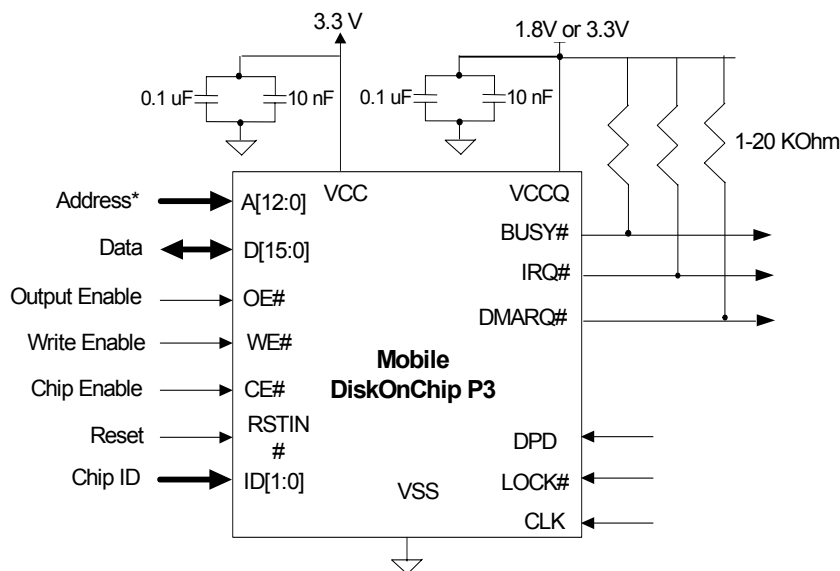 3.3 V
1.8V or 3.3V
0.1 uF
10 nF
0.1 uF
10 nF
1-20 KOhm
VCC
VCCQ
Address*
A[12:0]
BUSY#
Data
D[15:0]
IRQ#
Output Enable
OE#
DMARQ#
Write Enable
WE#
Mobile
DiskOnChip P3
Chip Enable
CE#
Reset
RSTIN
#
DPD
Chip ID
ID[1:0]
VSS
LOCK#
CLK